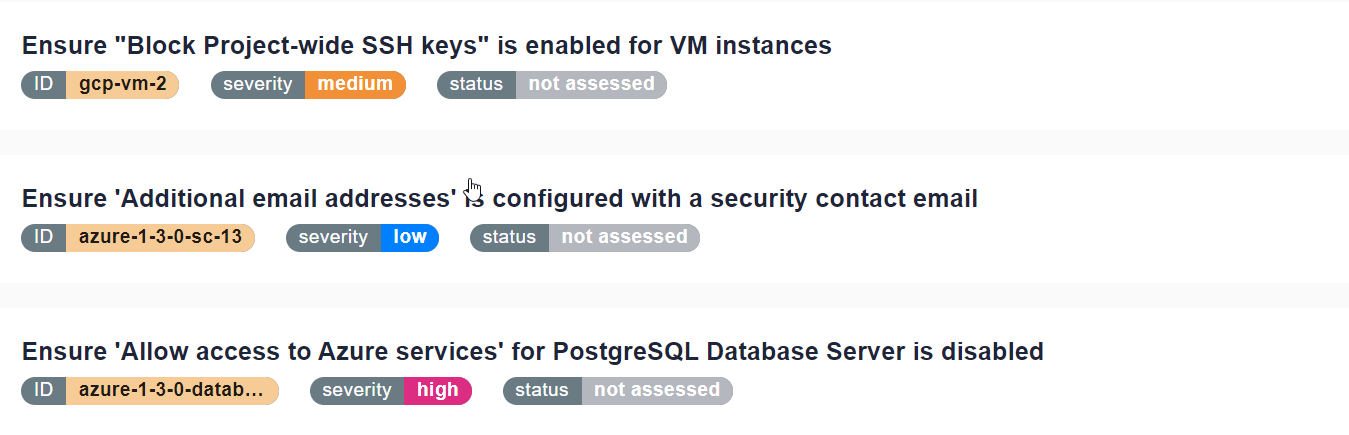 Ensure "Block Project-wide SSH keys" is enabled for VM instances
ID gcp-vm-2 severity medium status not assessed
Ensure 'Additional email addresses' is configured with a security contact email
ID azure-1-3-0-sc-13 severity low status not assessed
Ensure 'Allow access to Azure services' for PostgreSQL Database Server is disabled
ID azure-1-3-0-datab... severity high status not assessed